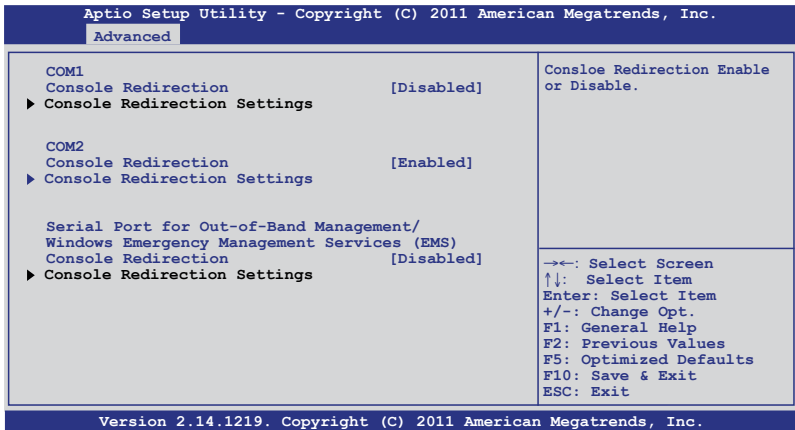 Aptio Setup Utility - Copyright (C) 2011 American Megatrends, Inc.
Advanced
COM1
Console Redirection [Disabled]
▶ Console Redirection Settings
COM2
Console Redirection [Enabled]
▶ Console Redirection Settings
Serial Port for Out-of-Band Management/
Windows Emergency Management Services (EMS)
Console Redirection [Disabled]
▶ Console Redirection Settings
Consloe Redirection Enable
or Disable.
→←: Select Screen
↑↓: Select Item
Enter: Select Item
+/-: Change Opt.
F1: General Help
F2: Previous Values
F5: Optimized Defaults
F10: Save & Exit
ESC: Exit
Version 2.14.1219. Copyright (C) 2011 American Megatrends, Inc.